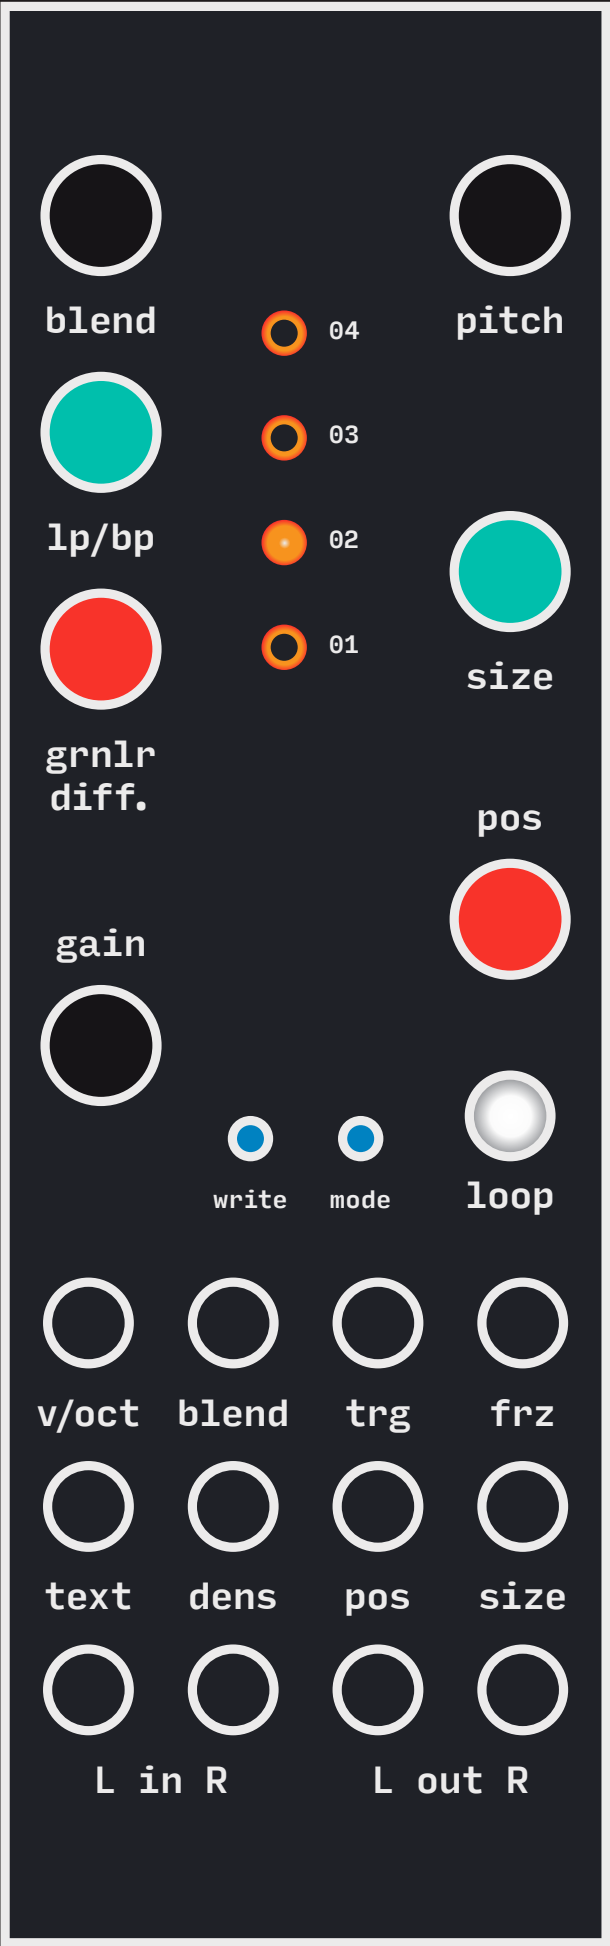 blend
pitch
04
03
lp/bp
02
01
size
grnlr
diff.
pos
gain
write
mode
loop
v/oct blend trg frz
text dens pos size
L in R L out R